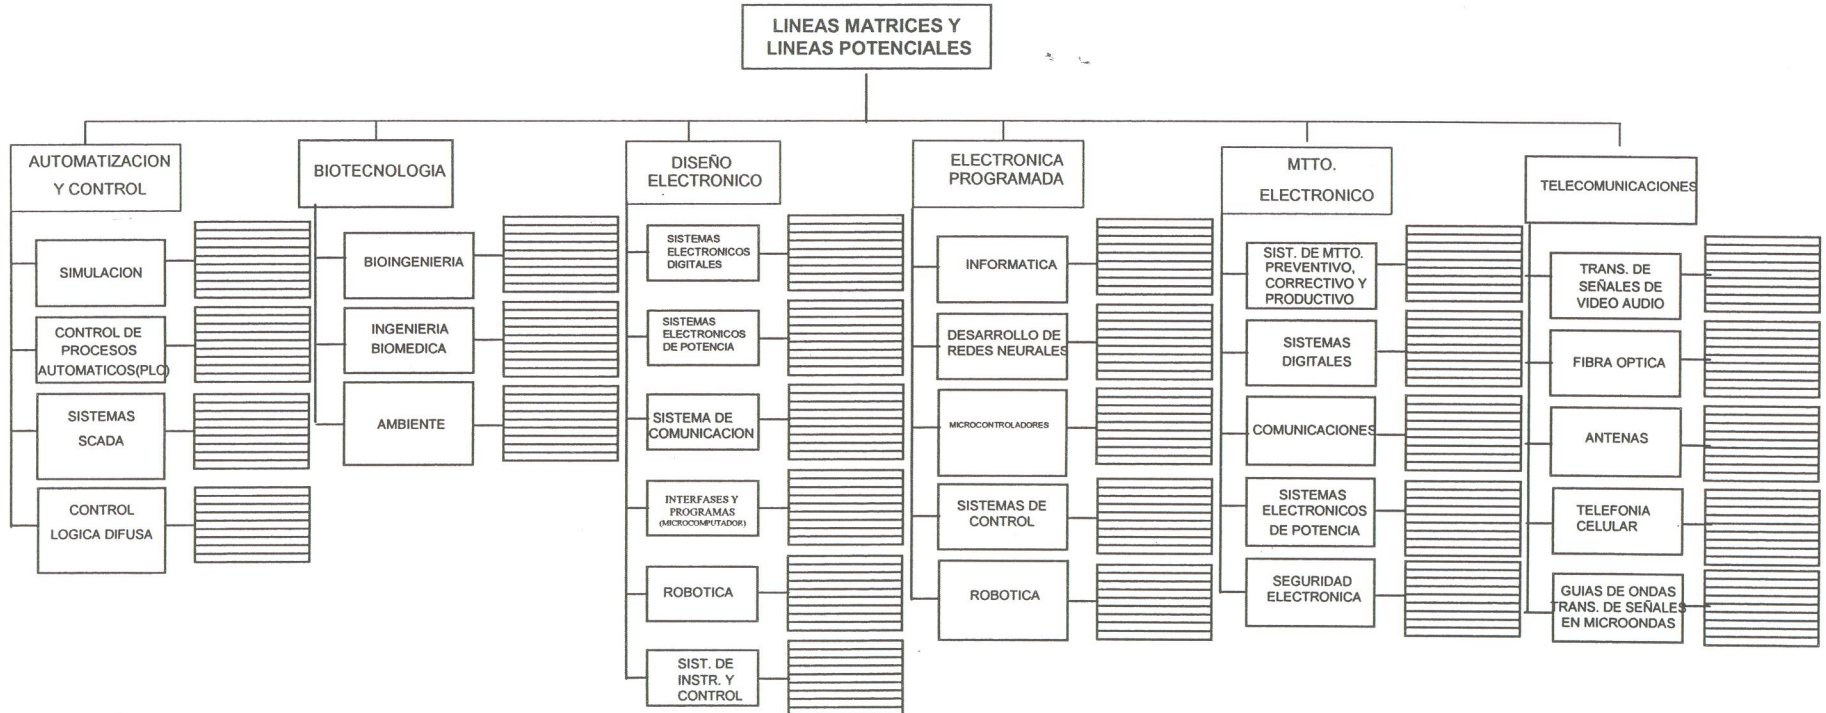 LINEAS MATRICES Y
LINEAS POTENCIALES
AUTOMATIZACION
Y CONTROL
SIMULACION
CONTROL DE
PROCESOS
AUTOMATICOS(PLC)
SISTEMAS
SCADA
CONTROL
LOGICA DIFUSA
BIOTECNOLOGIA
BIOINGENIERIA
INGENIERIA
BIOMEDICA
AMBIENTE
DISEÑO
ELECTRONICO
SISTEMAS
ELECTRONICOS
DIGITALES
SISTEMAS
ELECTRONICOS
DE POTENCIA
SISTEMA DE
COMUNICACION
INTERFASES Y
PROGRAMAS
(MICROCOMPUTADOR)
ROBOTICA
SIST. DE
INSTR. Y
CONTROL
ELECTRONICA
PROGRAMADA
INFORMATICA
DESARROLLO DE
REDES NEURALES
MICROCONTROLADORES
SISTEMAS DE
CONTROL
ROBOTICA
MTTO.
ELECTRONICO
SIST. DE MTTO.
PREVENTIVO,
CORRECTIVO Y
PRODUCTIVO
SISTEMAS
DIGITALES
COMUNICACIONES
SISTEMAS
ELECTRONICOS
DE POTENCIA
SEGURIDAD
ELECTRONICA
TELECOMUNICACIONES
TRANS. DE
SEÑALES DE
VIDEO AUDIO
FIBRA OPTICA
ANTENAS
TELEFONIA
CELULAR
GUIAS DE ONDAS
TRANS. DE SEÑALES
EN MICROONDAS